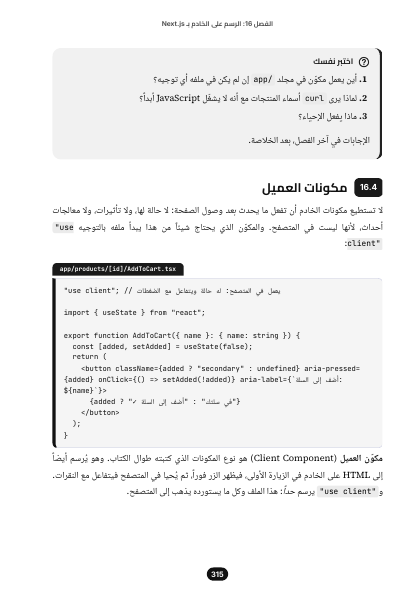 الفصل 16: الرسم على الخادم بـ Next.js
اختبر نفسك
1. أين يعمل مكوّن في مجلد app/ إن لم يكن في ملفه أي توجيه؟
2. لماذا يرى curl أسماء المنتجات مع أنه لا يشغّل JavaScript أبداً؟
3. ماذا يفعل الإحياء؟
الإجابات في آخر الفصل، بعد الخلاصة.
16.4 مكونات العميل
لا تستطيع مكونات الخادم أن تفعل ما يحدث بعد وصول الصفحة: لا حالة لها، ولا تأثيرات، ولا معالجات
أحداث، لأنها ليست في المتصفح. والمكوّن الذي يحتاج شيئاً من هذا يبدأ ملفه بالتوجيه "use
client":
app/products/[id]/AddToCart.tsx
"use client"; // يعمل في المتصفح: له حالة ويتفاعل مع الضغطات
import { useState } from "react";
export function AddToCart({ name }: { name: string }) {
const [added, setAdded] = useState(false);
return (
<button className={added ? "secondary" : undefined} aria-pressed=
{added} onClick={() => setAdded(!added)} aria-label={`أضف إلى السلة:
${name}`}>
{added ? "✓ في سلتك" : "أضف إلى السلة"}
</button>
);
}
مكوّن العميل (Client Component) هو نوع المكونات الذي كتبته طوال الكتاب. وهو يُرسم أيضاً
إلى HTML على الخادم في الزيارة الأولى، فيظهر الزر فوراً، ثم يُحيا في المتصفح فيتفاعل مع النقرات.
و"use client" يرسم حداً: هذا الملف وكل ما يستورده يذهب إلى المتصفح.
315